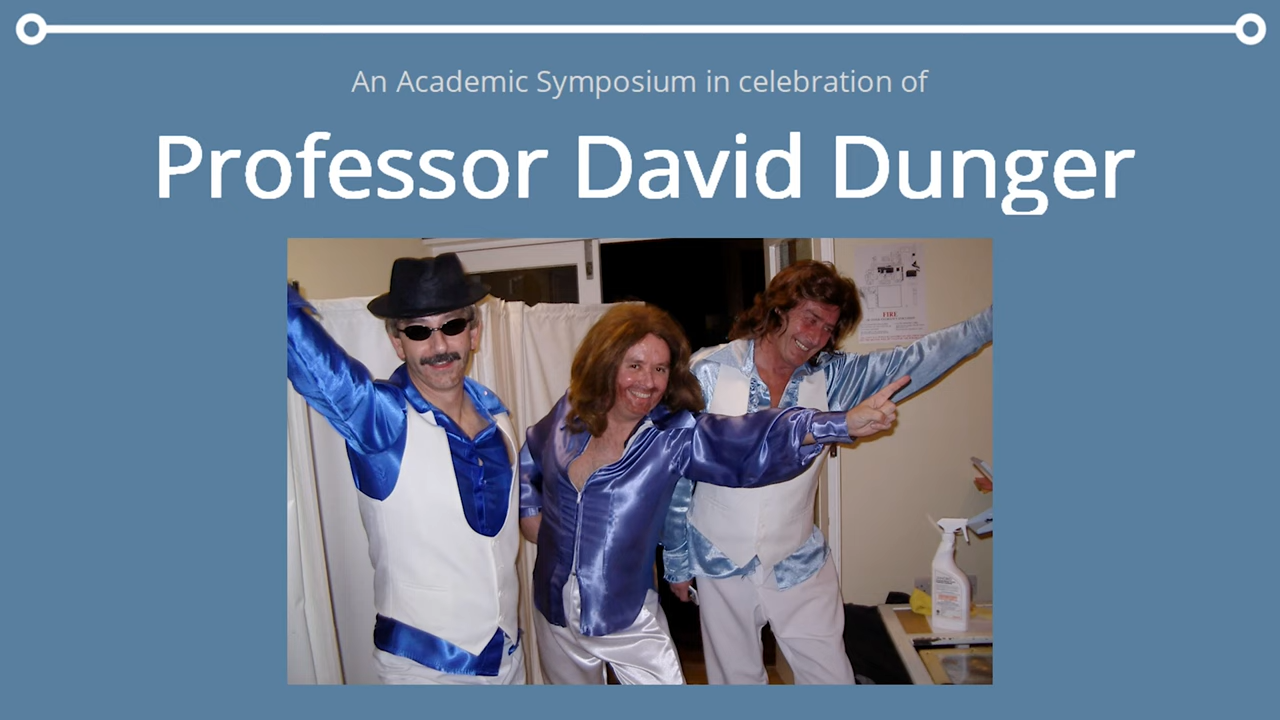 An Academic Symposium in celebration of
Professor David Dunger
FIRE